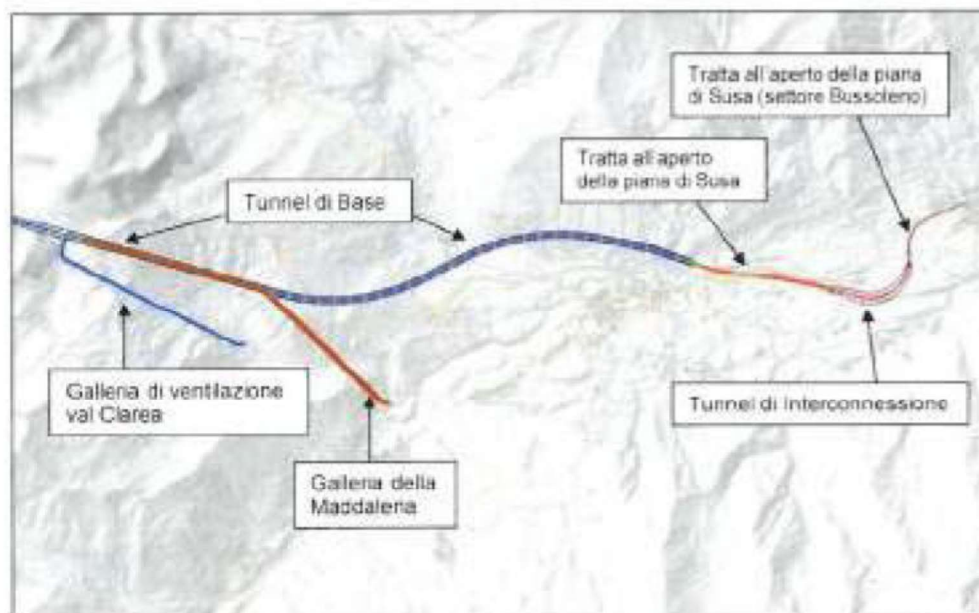 Tratta all'aperto della piana
di Susa (settore Bussoleno)
Tratta all'aperto
della piana di Susa
Tunnel di Base
Galleria di ventilazione
val Clarea
Tunnel di Interconnessione
Galleria della
Maddalena